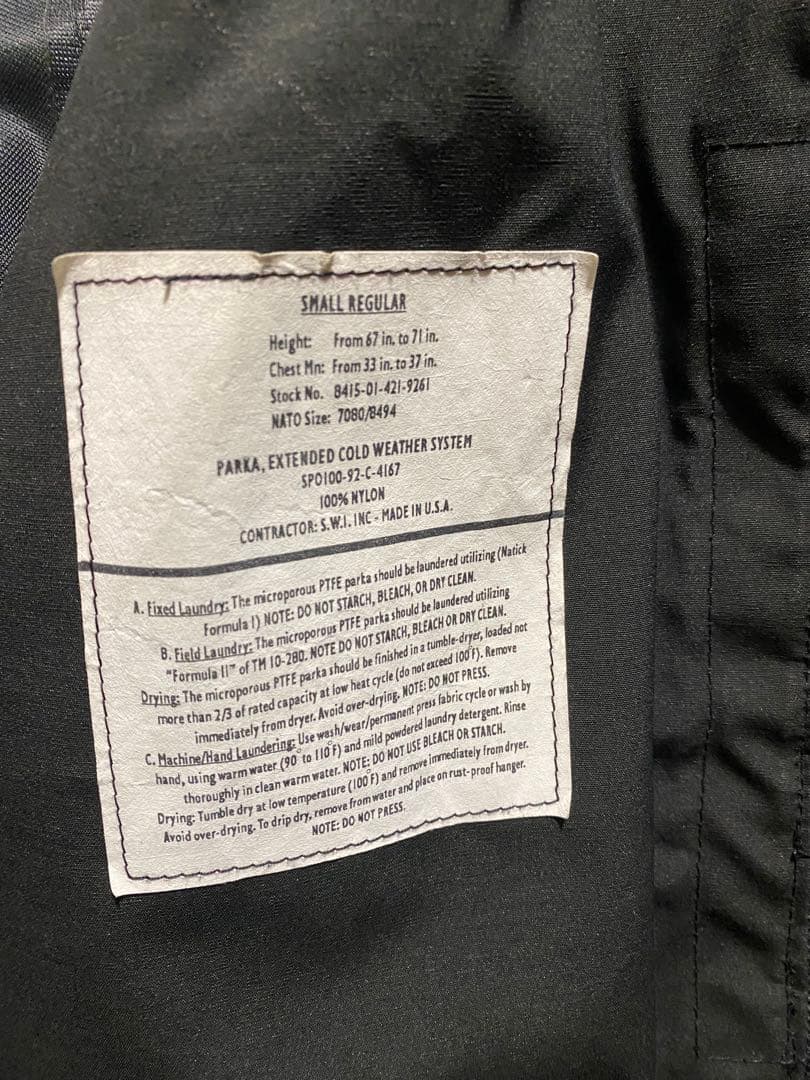 SMALL REGULAR
Height: From 67 in. to 71 in.
Chest Mn: From 33 in. to 37 in.
Stock No. 8415-01-421-9261
NATO Size: 7080/8494
PARKA, EXTENDED COLD WEATHER SYSTEM
SPO100-92-C-4167
100% NYLON
CONTRACTOR: S.W.I. INC - MADE IN U.S.A.
A. Fixed Laundry: The microporous PTFE parka should be laundered utilizing (Natick
Formula I) NOTE: DO NOT STARCH, BLEACH, OR DRY CLEAN.
B. Field Laundry: The microporous PTFE parka should be laundered utilizing
"Formula II" of TM 10-280. NOTE DO NOT STARCH, BLEACH OR DRY CLEAN.
Drying: The microporous PTFE parka should be finished in a tumble-dryer, loaded not
more than 2/3 of rated capacity at low heat cycle (do not exceed 100°F). Remove
immediately from dryer. Avoid over-drying. NOTE: DO NOT PRESS.
C. Machine/Hand Laundering: Use wash/wear/permanent press fabric cycle or wash by
hand, using warm water (90° to 110°F) and mild powdered laundry detergent. Rinse
thoroughly in clean warm water. NOTE: DO NOT USE BLEACH OR STARCH.
Drying: Tumble dry at low temperature (100°F) and remove immediately from dryer.
Avoid over-drying. To drip dry, remove from water and place on rust-proof hanger.
NOTE: DO NOT PRESS.